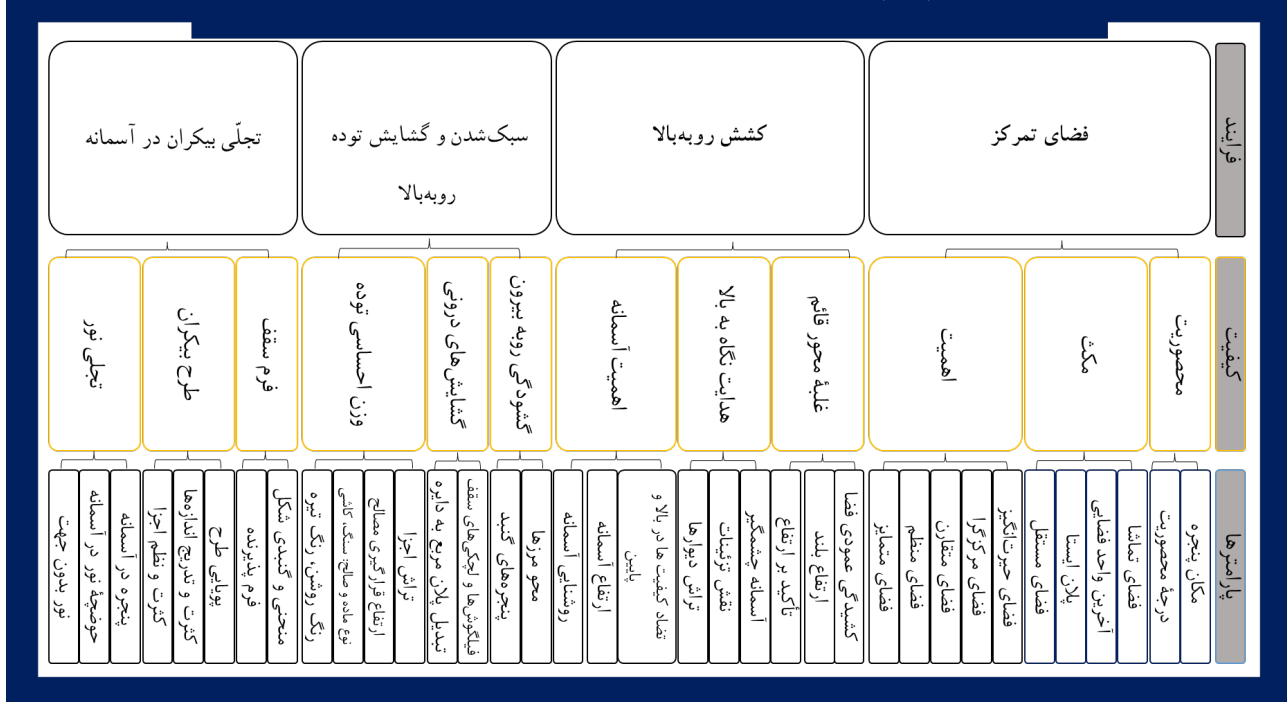 فرایند
فضای تمرکز
کشش روبه‌بالا
سبک‌شدن و گشایش توده
روبه‌بالا
تجلّی بیکران در آسمانه
کیفیت
محصوریت
مکث
اهمیت
غلبۀ محور قائم
هدایت نگاه به بالا
اهمیت آسمانه
گشودگی روبه بیرون
گشایش‌های درونی
وزن احساسی توده
فرم سقف
طرح بیکران
تجلی نور
پارامترها
مکان پنجره
درجۀ محصوریت
فضای تماشا
آخرین واحد فضایی
پلان ایستا
فضای مستقل
فضای حیرت‌انگیز
فضای مرکزگرا
فضای متقارن
فضای منظم
فضای متمایز
کشیدگی عمودی فضا
ارتفاع بلند
تأکید بر ارتفاع
آسمانه چشمگیر
نقش تزئینات
تراش دیوارها
تضاد کیفیت ها در بالا و
پایین
ارتفاع آسمانه
روشنایی آسمانه
محو مرزها
پنجره‌های گنبد
فیلگوش‌ها و لچکی‌های سقف
تبدیل پلان مربع به دایره
تراش اجزا
ارتفاع قرارگیری مصالح
نوع ماده و مصالح: سنگ، کاشی
رنگ روشن، رنگ تیره
منحنی و گنبدی شکل
فرم پذیرنده
پویایی طرح
کثرت و تدریج اندازه‌ها
کثرت و نظم اجزا
پنجره در آسمانه
حوضچۀ نور در آسمانه
نور بدون جهت